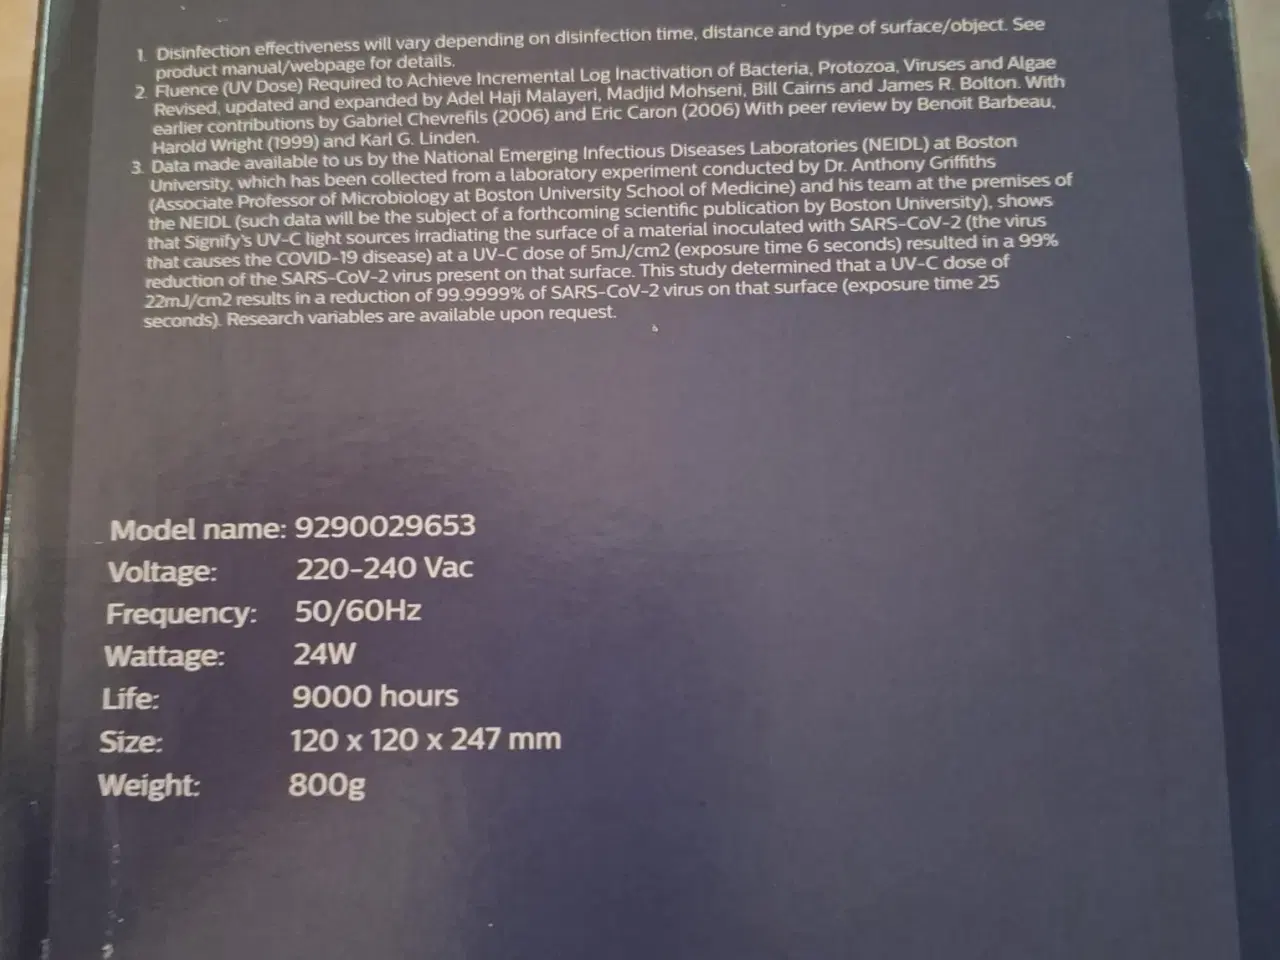 1. Disinfection effectiveness will vary depending on disinfection time, distance and type of surface/object. See
product manual/webpage for details.
2. Fluence (UV Dose) Required to Achieve Incremental Log Inactivation of Bacteria, Protozoa, Viruses and Algae
Revised, updated and expanded by Adel Haji Malayeri, Madjid Mohseni, Bill Cairns and James R. Bolton. With
earlier contributions by Gabriel Chevrefils (2006) and Eric Caron (2006) With peer review by Benoit Barbeau,
Harold Wright (1999) and Karl G. Linden.
3. Data made available to us by the National Emerging Infectious Diseases Laboratories (NEIDL) at Boston
University, which has been collected from a laboratory experiment conducted by Dr. Anthony Griffiths
(Associate Professor of Microbiology at Boston University School of Medicine) and his team at the premises of
the NEIDL (such data will be the subject of a forthcoming scientific publication by Boston University), shows
that Signify's UV-C light sources irradiating the surface of a material inoculated with SARS-CoV-2 (the virus
that causes the COVID-19 disease) at a UV-C dose of 5mJ/cm2 (exposure time 6 seconds) resulted in a 99%
reduction of the SARS-CoV-2 virus present on that surface. This study determined that a UV-C dose of
22mJ/cm2 results in a reduction of 99.9999% of SARS-CoV-2 virus on that surface (exposure time 25
seconds). Research variables are available upon request.
Model name: 9290029653
Voltage: 220-240 Vac
Frequency: 50/60Hz
Wattage: 24W
Life: 9000 hours
Size: 120 x 120 x 247 mm
Weight: 800g